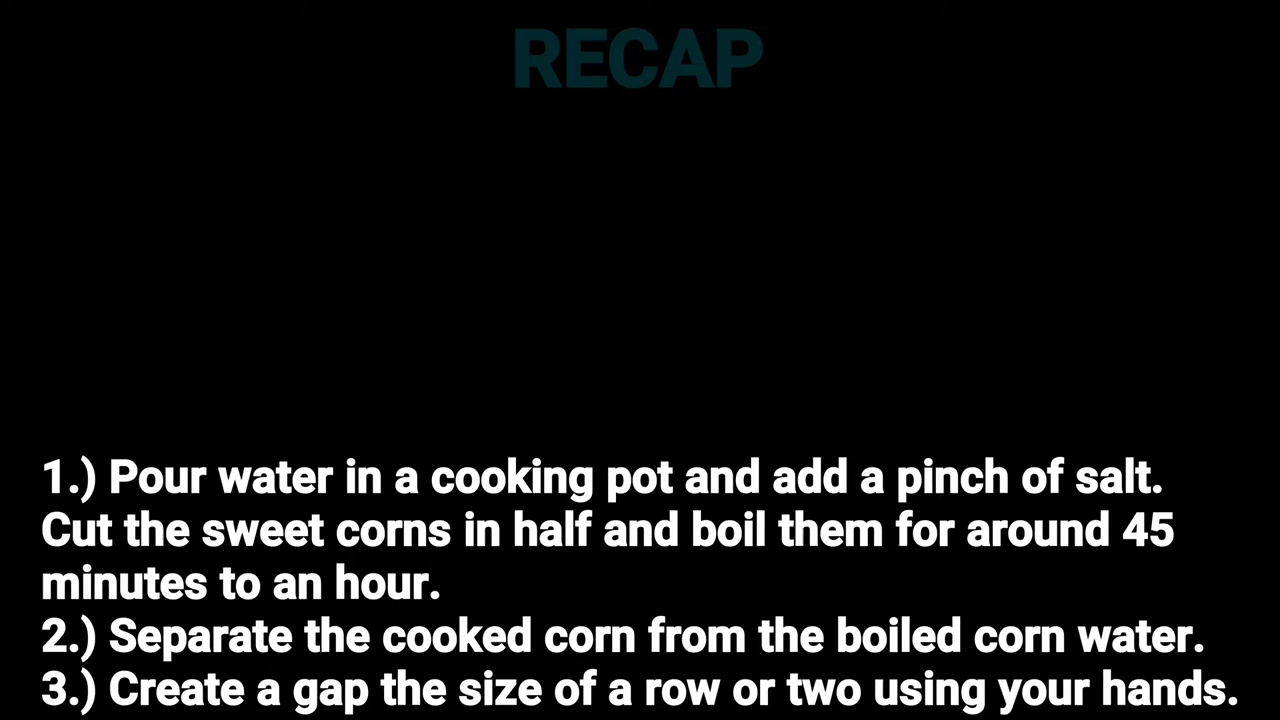 RECAP
1.) Pour water in a cooking pot and add a pinch of salt.
Cut the sweet corns in half and boil them for around 45
minutes to an hour.
2.) Separate the cooked corn from the boiled corn water.
3.) Create a gap the size of a row or two using your hands.